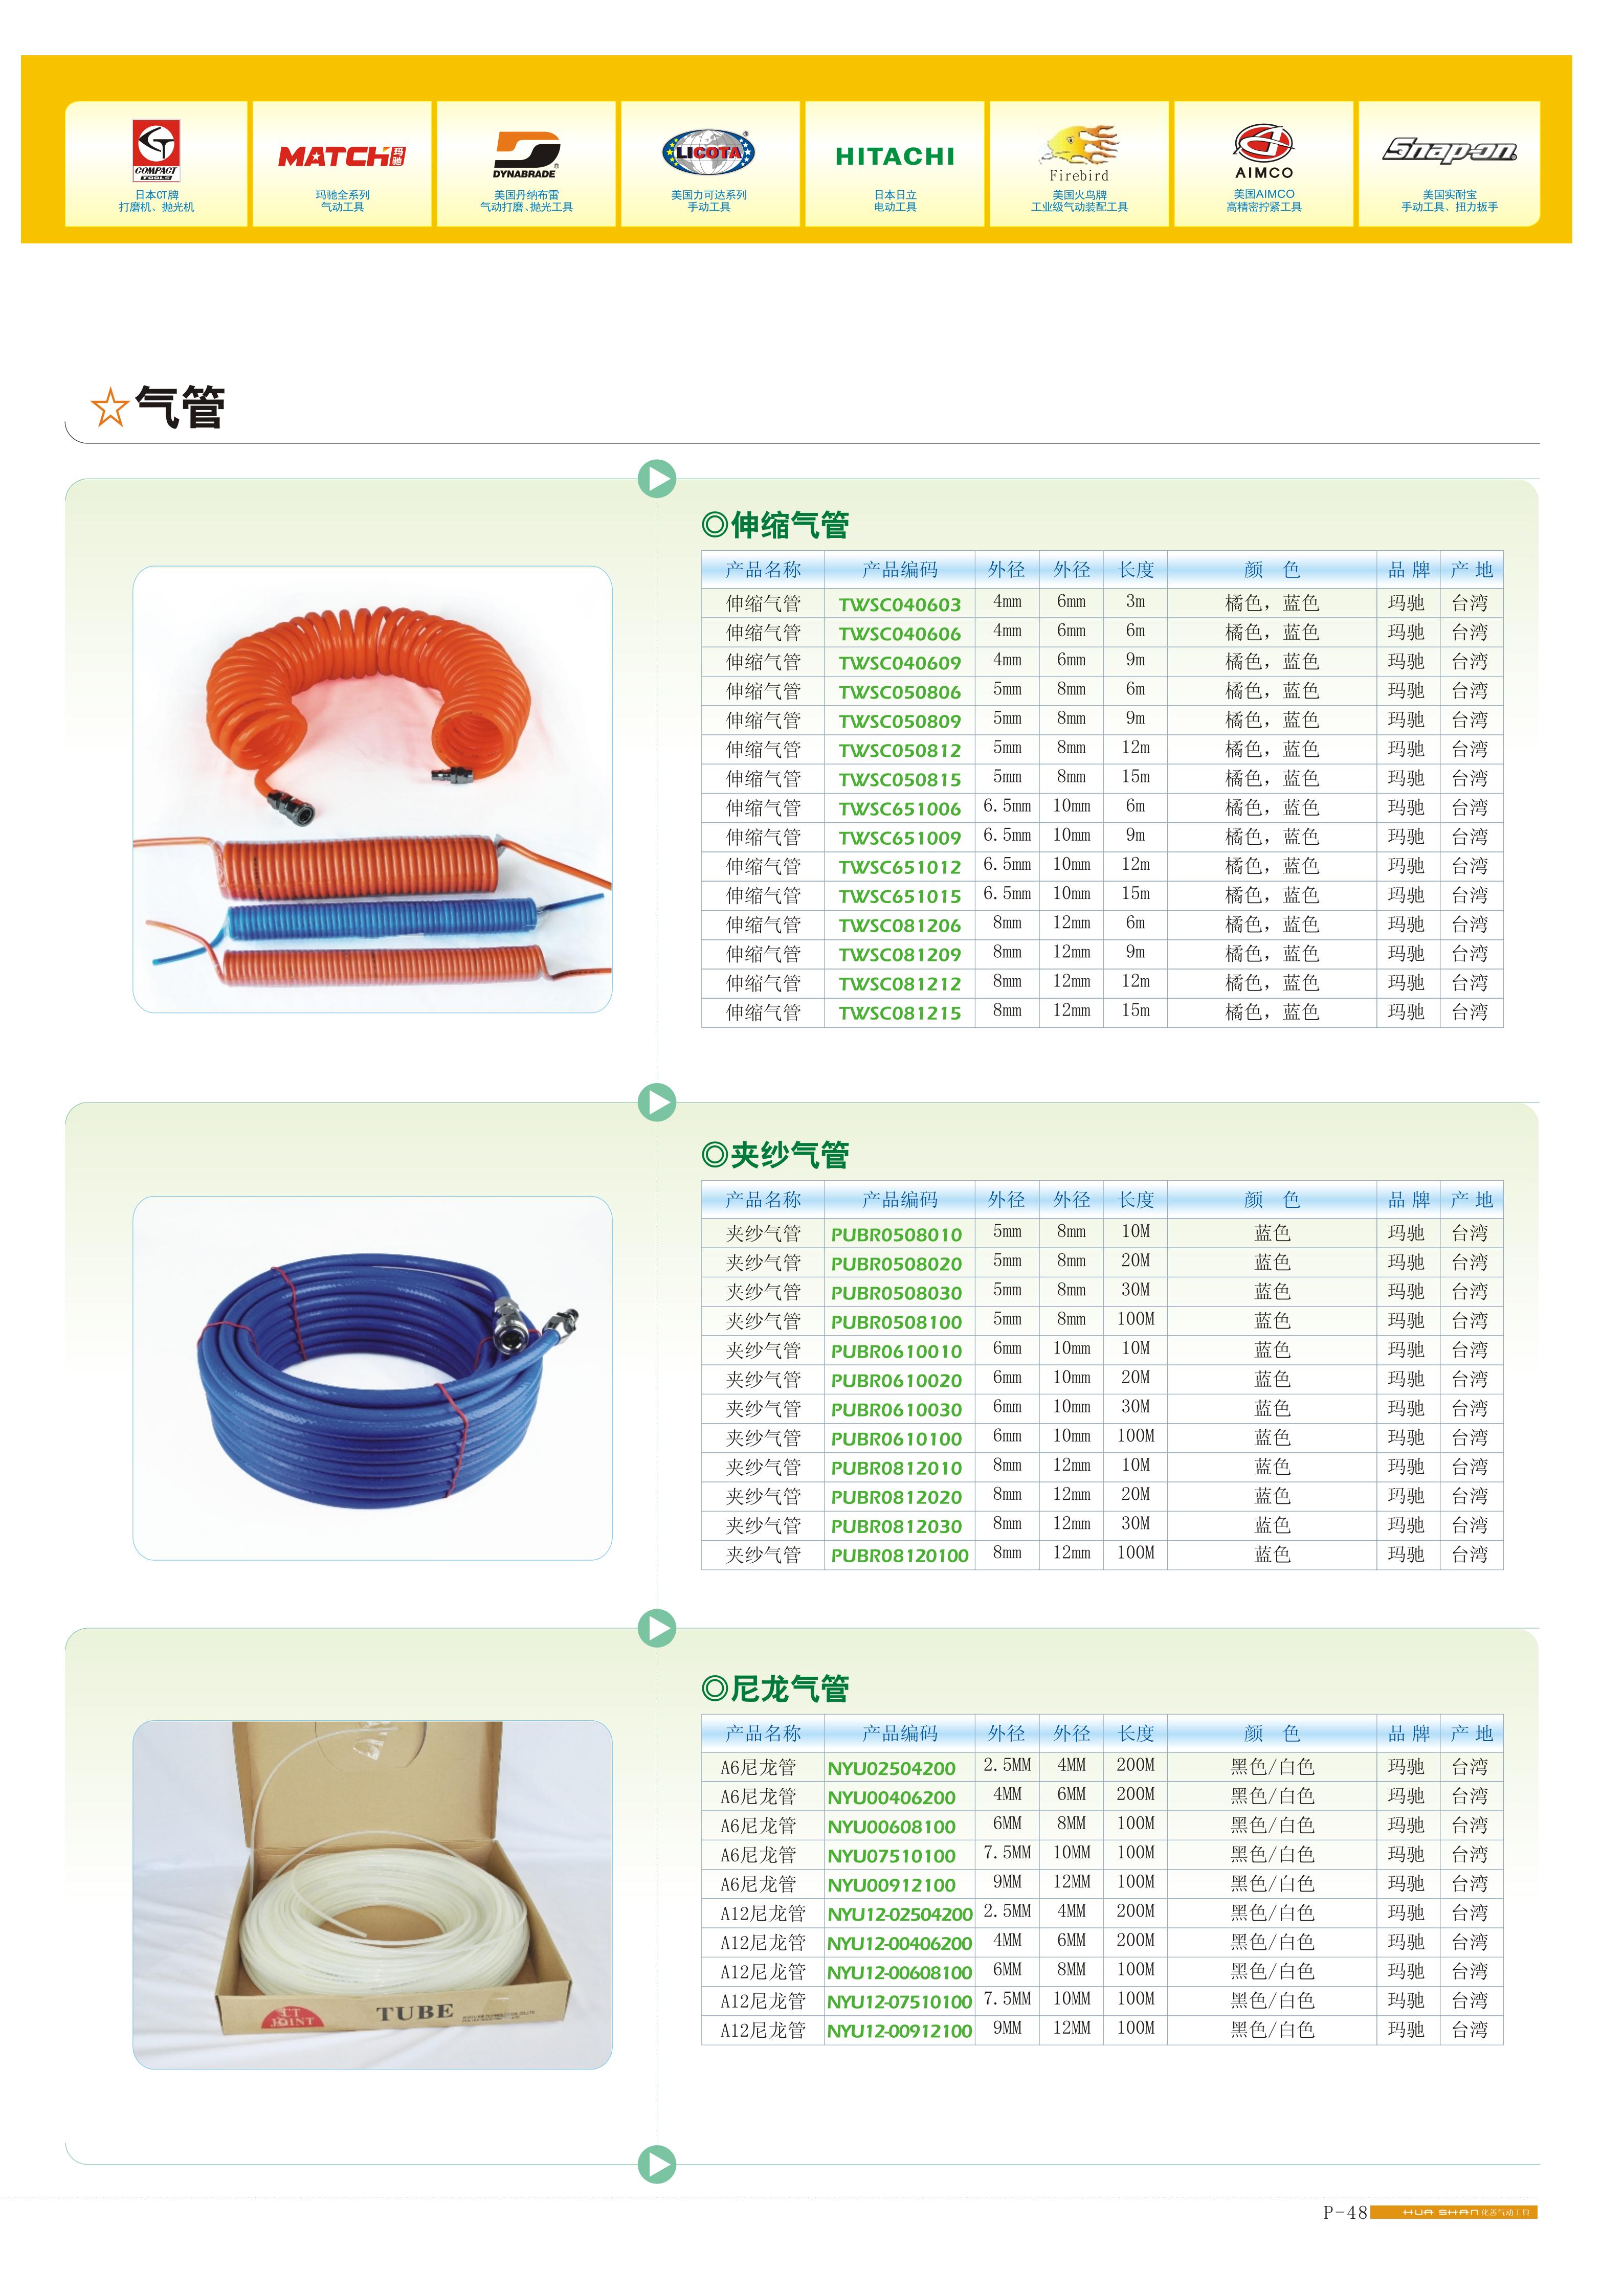 COMPACT
TOOLS
日本CT牌
打磨机、抛光机
MATCH 玛驰
玛驰全系列
气动工具
DYNABRADE®
美国丹纳布雷
气动打磨、抛光工具
LICOTA®
美国力可达系列
手动工具
HITACHI
日本日立
电动工具
Firebird
美国火鸟牌
工业级气动装配工具
AIMCO
美国AIMCO
高精密拧紧工具
Snap-on
美国实耐宝
手动工具、扭力扳手
☆气管
◎伸缩气管
产品名称 产品编码 外径 外径 长度 颜 色 品 牌 产 地
伸缩气管 TWSC040603 4mm 6mm 3m 橘色，蓝色 玛驰 台湾
伸缩气管 TWSC040606 4mm 6mm 6m 橘色，蓝色 玛驰 台湾
伸缩气管 TWSC040609 4mm 6mm 9m 橘色，蓝色 玛驰 台湾
伸缩气管 TWSC050806 5mm 8mm 6m 橘色，蓝色 玛驰 台湾
伸缩气管 TWSC050809 5mm 8mm 9m 橘色，蓝色 玛驰 台湾
伸缩气管 TWSC050812 5mm 8mm 12m 橘色，蓝色 玛驰 台湾
伸缩气管 TWSC050815 5mm 8mm 15m 橘色，蓝色 玛驰 台湾
伸缩气管 TWSC651006 6.5mm 10mm 6m 橘色，蓝色 玛驰 台湾
伸缩气管 TWSC651009 6.5mm 10mm 9m 橘色，蓝色 玛驰 台湾
伸缩气管 TWSC651012 6.5mm 10mm 12m 橘色，蓝色 玛驰 台湾
伸缩气管 TWSC651015 6.5mm 10mm 15m 橘色，蓝色 玛驰 台湾
伸缩气管 TWSC081206 8mm 12mm 6m 橘色，蓝色 玛驰 台湾
伸缩气管 TWSC081209 8mm 12mm 9m 橘色，蓝色 玛驰 台湾
伸缩气管 TWSC081212 8mm 12mm 12m 橘色，蓝色 玛驰 台湾
伸缩气管 TWSC081215 8mm 12mm 15m 橘色，蓝色 玛驰 台湾
◎夹纱气管
产品名称 产品编码 外径 外径 长度 颜 色 品 牌 产 地
夹纱气管 PUBR0508010 5mm 8mm 10M 蓝色 玛驰 台湾
夹纱气管 PUBR0508020 5mm 8mm 20M 蓝色 玛驰 台湾
夹纱气管 PUBR0508030 5mm 8mm 30M 蓝色 玛驰 台湾
夹纱气管 PUBR0508100 5mm 8mm 100M 蓝色 玛驰 台湾
夹纱气管 PUBR0610010 6mm 10mm 10M 蓝色 玛驰 台湾
夹纱气管 PUBR0610020 6mm 10mm 20M 蓝色 玛驰 台湾
夹纱气管 PUBR0610030 6mm 10mm 30M 蓝色 玛驰 台湾
夹纱气管 PUBR0610100 6mm 10mm 100M 蓝色 玛驰 台湾
夹纱气管 PUBR0812010 8mm 12mm 10M 蓝色 玛驰 台湾
夹纱气管 PUBR0812020 8mm 12mm 20M 蓝色 玛驰 台湾
夹纱气管 PUBR0812030 8mm 12mm 30M 蓝色 玛驰 台湾
夹纱气管 PUBR08120100 8mm 12mm 100M 蓝色 玛驰 台湾
◎尼龙气管
产品名称 产品编码 外径 外径 长度 颜 色 品 牌 产 地
A6尼龙管 NYU02504200 2.5MM 4MM 200M 黑色/白色 玛驰 台湾
A6尼龙管 NYU00406200 4MM 6MM 200M 黑色/白色 玛驰 台湾
A6尼龙管 NYU00608100 6MM 8MM 100M 黑色/白色 玛驰 台湾
A6尼龙管 NYU07510100 7.5MM 10MM 100M 黑色/白色 玛驰 台湾
A6尼龙管 NYU00912100 9MM 12MM 100M 黑色/白色 玛驰 台湾
A12尼龙管 NYU12-02504200 2.5MM 4MM 200M 黑色/白色 玛驰 台湾
A12尼龙管 NYU12-00406200 4MM 6MM 200M 黑色/白色 玛驰 台湾
A12尼龙管 NYU12-00608100 6MM 8MM 100M 黑色/白色 玛驰 台湾
A12尼龙管 NYU12-07510100 7.5MM 10MM 100M 黑色/白色 玛驰 台湾
A12尼龙管 NYU12-00912100 9MM 12MM 100M 黑色/白色 玛驰 台湾
CT
JOINT
TUBE
P-48
HUA SHAN 化善气动工具